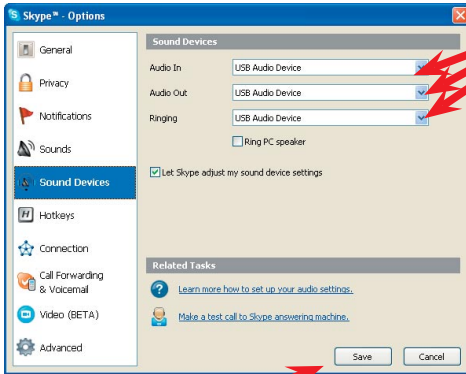 Skype™ - Options
General
Privacy
Notifications
Sounds
Sound Devices
Hotkeys
Connection
Call Forwarding
& Voicemail
Video (BETA)
Advanced
Sound Devices
Audio In USB Audio Device
Audio Out USB Audio Device
Ringing USB Audio Device
Ring PC speaker
Let Skype adjust my sound device settings
Related Tasks
Learn more how to set up your audio settings.
Make a test call to Skype answering machine.
Save Cancel